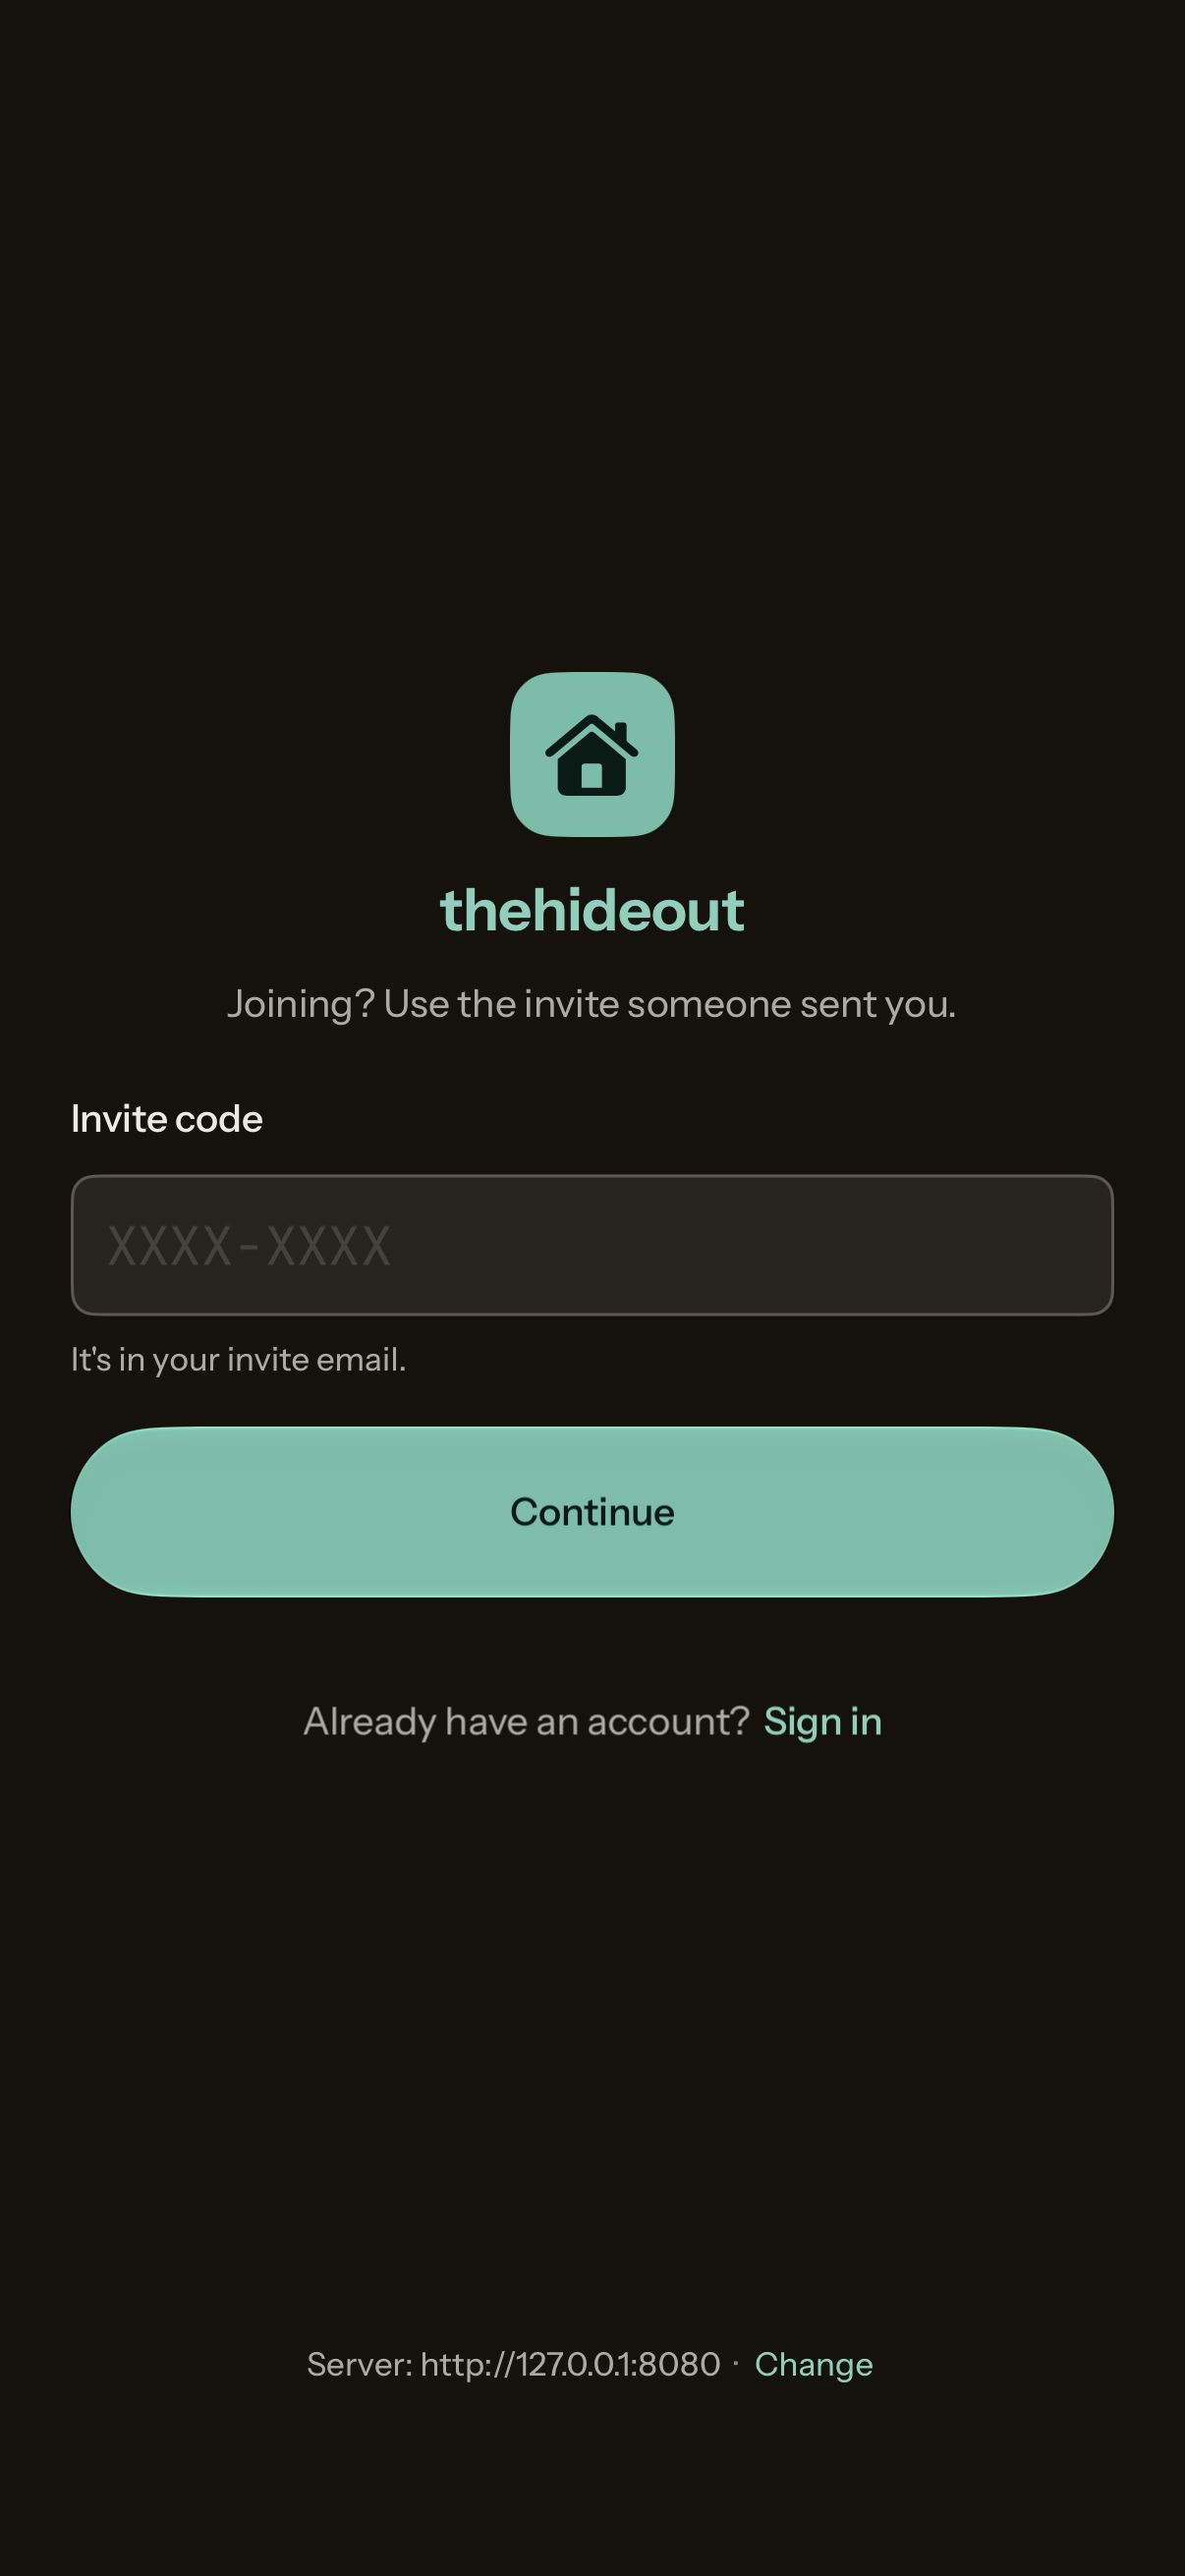 thehideout
Joining? Use the invite someone sent you.
Invite code
XXXX-XXXX
It's in your invite email.
Continue
Already have an account? Sign in
Server: http://127.0.0.1:8080 · Change